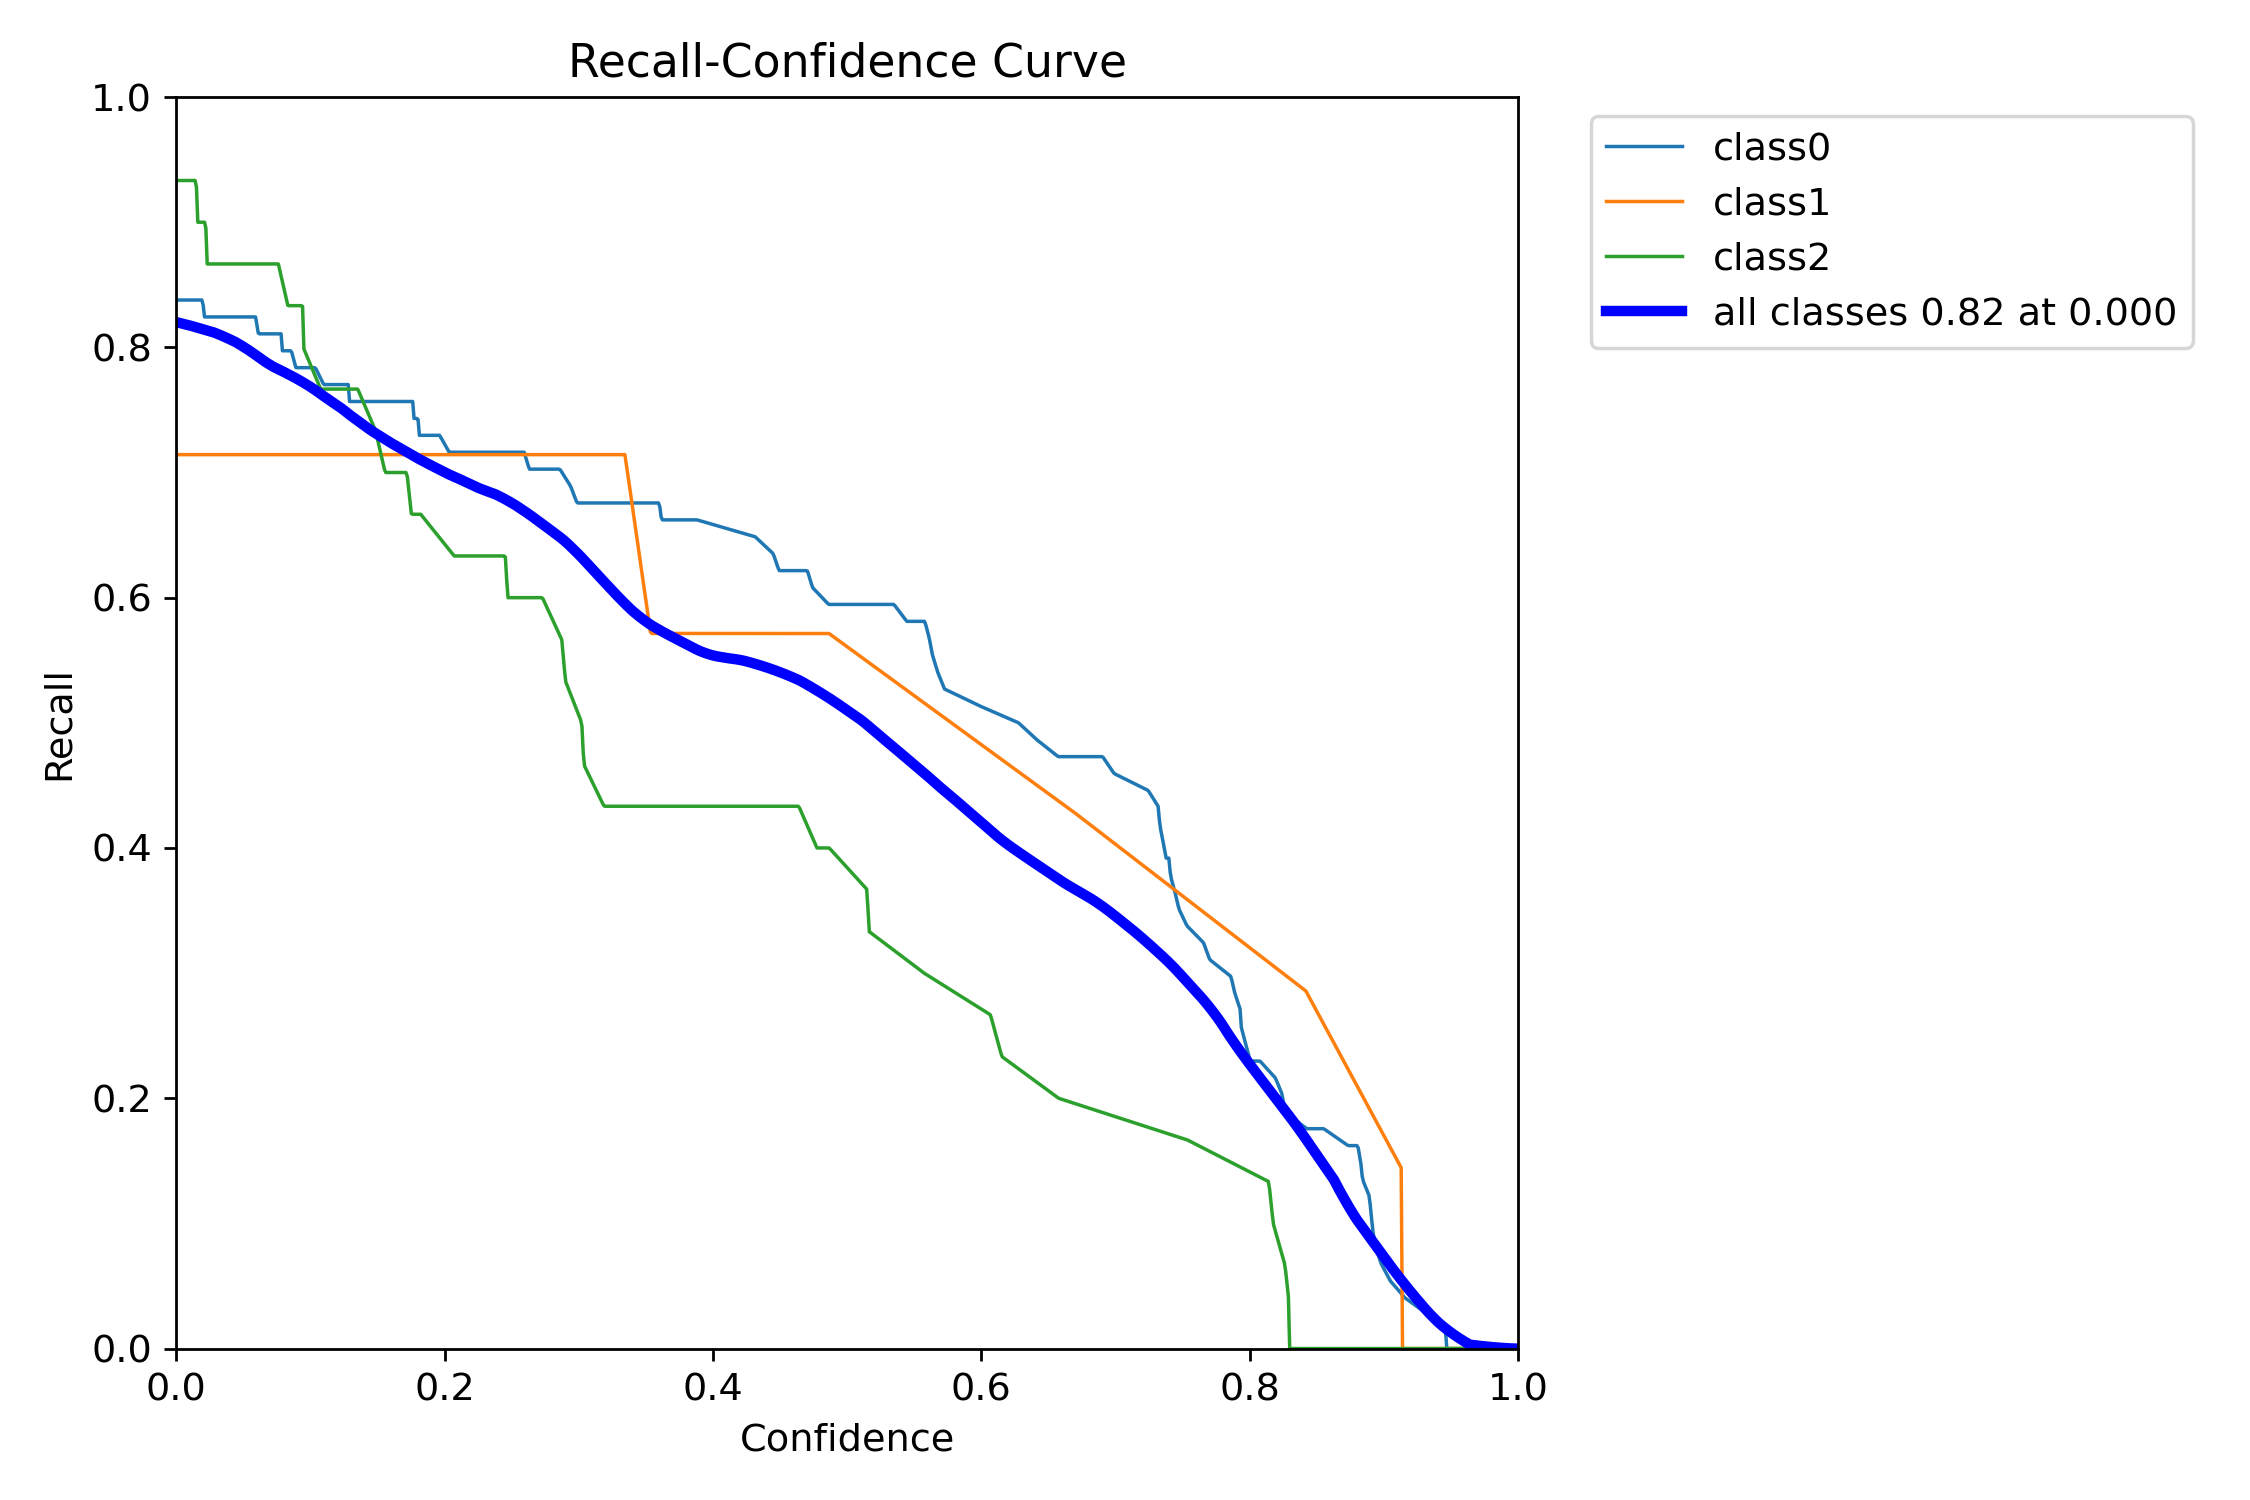 Recall-Confidence Curve
1.0
0.8
0.6
0.4
0.2
0.0
Recall
0.0 0.2 0.4 0.6 0.8 1.0
Confidence
class0
class1
class2
all classes 0.82 at 0.000